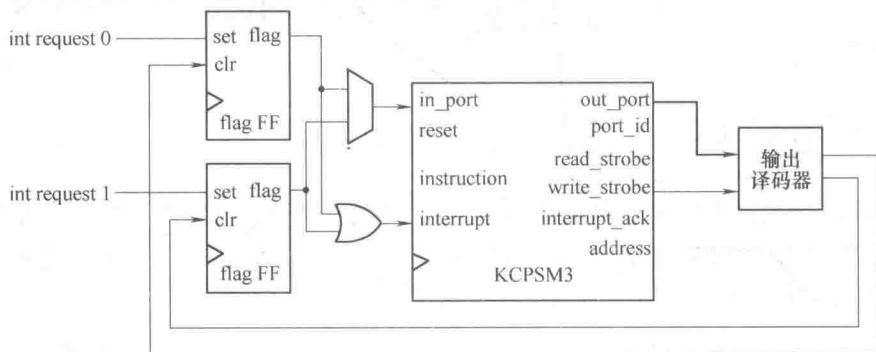 int request 0
set flag
clr
flag FF
int request 1
set flag
clr
flag FF
in_port
reset
instruction
interrupt
out_port
port_id
read_strobe
write_strobe
interrupt_ack
address
KCPSM3
输出
译码器